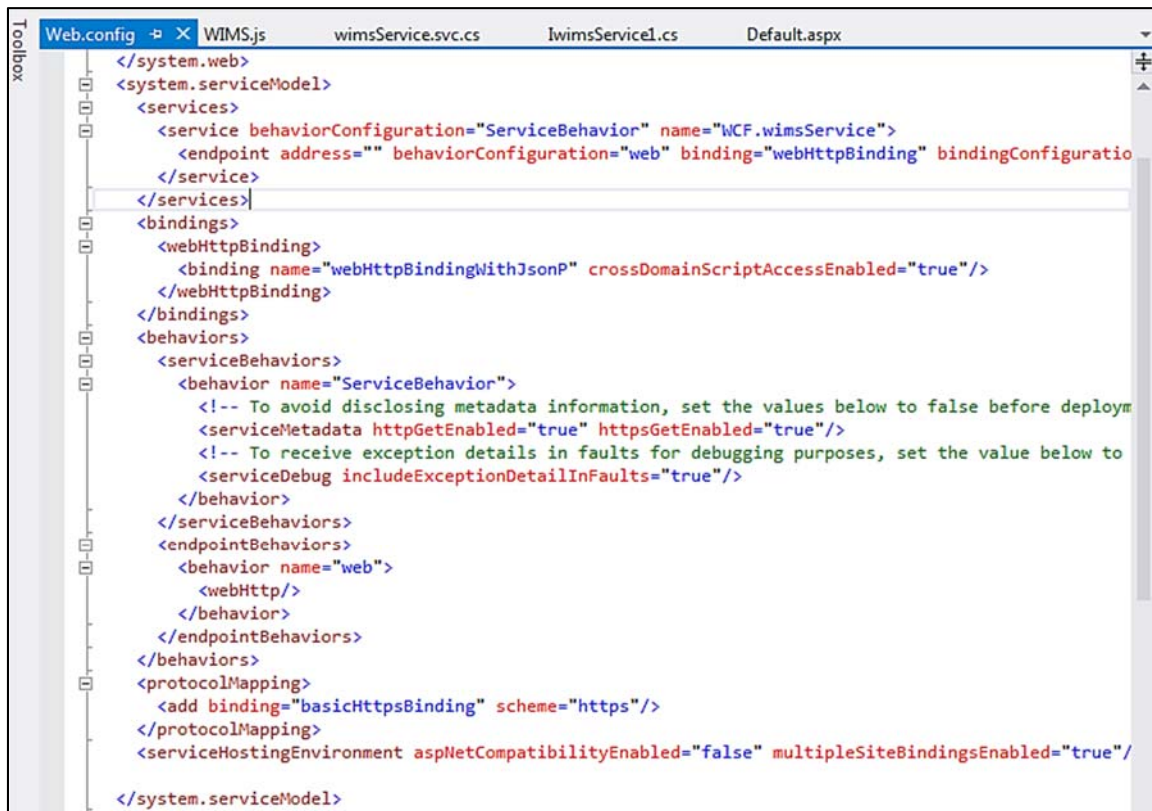 Toolbox
Web.config WIMS.js wimsService.svc.cs IwimsService1.cs Default.aspx
</system.web>
<system.serviceModel>
<services>
<service behaviorConfiguration="ServiceBehavior" name="WCF.wimsService">
<endpoint address="" behaviorConfiguration="web" binding="webHttpBinding" bindingConfiguratio
</service>
</services>
<bindings>
<webHttpBinding>
<binding name="webHttpBindingWithJsonP" crossDomainScriptAccessEnabled="true"/>
</webHttpBinding>
</bindings>
<behaviors>
<serviceBehaviors>
<behavior name="ServiceBehavior">
<!-- To avoid disclosing metadata information, set the values below to false before deploym
<serviceMetadata httpGetEnabled="true" httpsGetEnabled="true"/>
<!-- To receive exception details in faults for debugging purposes, set the value below to
<serviceDebug includeExceptionDetailInFaults="true"/>
</behavior>
</serviceBehaviors>
<endpointBehaviors>
<behavior name="web">
<webHttp/>
</behavior>
</endpointBehaviors>
</behaviors>
<protocolMapping>
<add binding="basicHttpsBinding" scheme="https"/>
</protocolMapping>
<serviceHostingEnvironment aspNetCompatibilityEnabled="false" multipleSiteBindingsEnabled="true"/
</system.serviceModel>